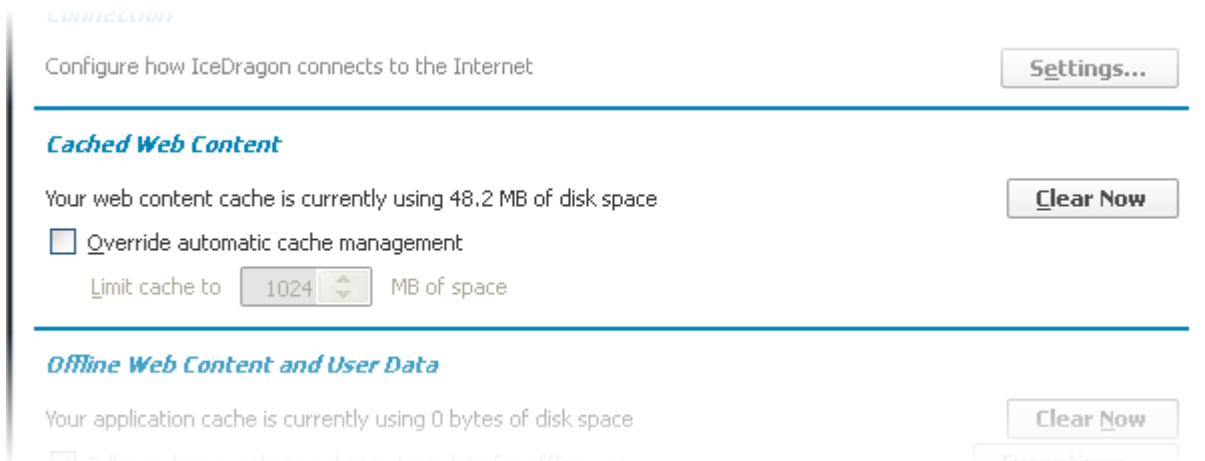 Connection
Configure how IceDragon connects to the Internet Settings...
Cached Web Content
Your web content cache is currently using 48.2 MB of disk space Clear Now
Override automatic cache management
Limit cache to 1024 MB of space
Offline Web Content and User Data
Your application cache is currently using 0 bytes of disk space Clear Now